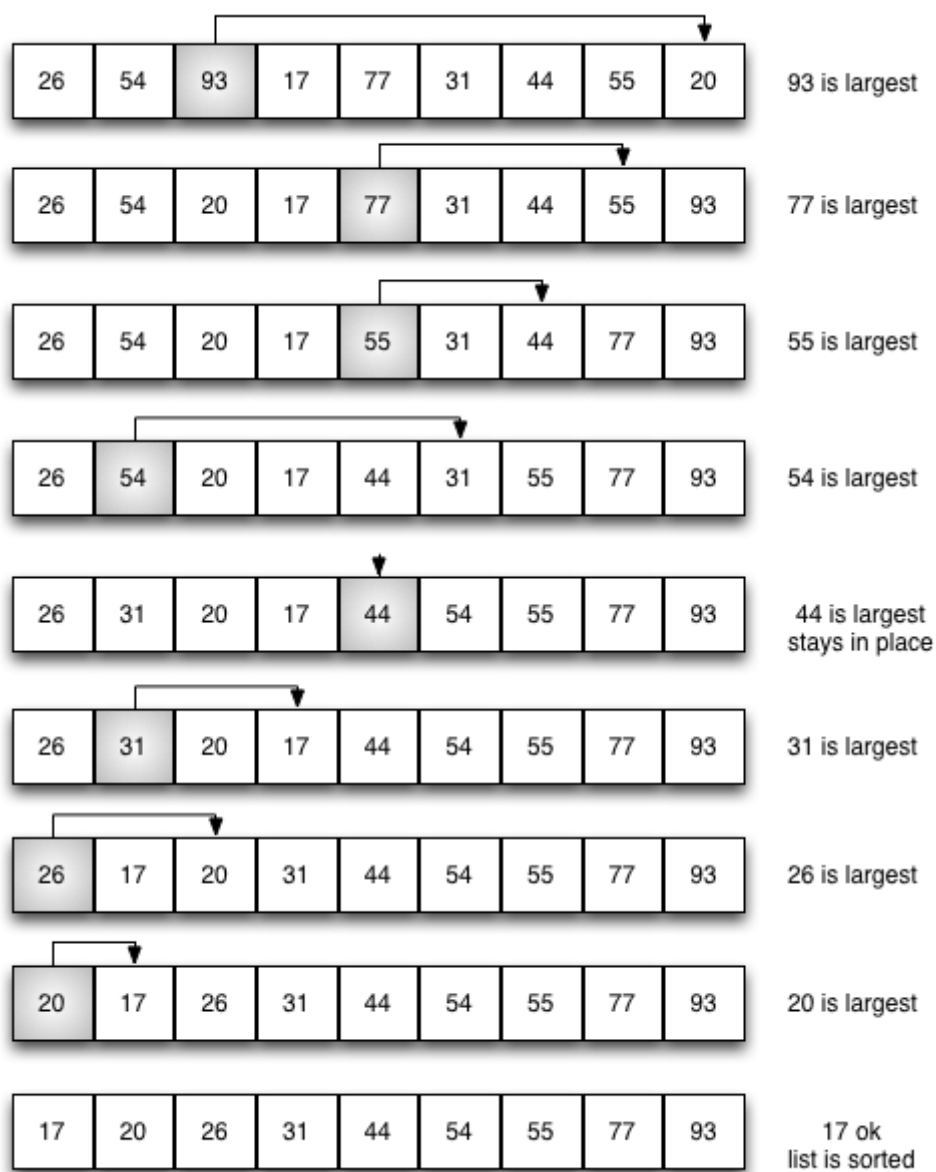 26 54 93 17 77 31 44 55 20 93 is largest
26 54 20 17 77 31 44 55 93 77 is largest
26 54 20 17 55 31 44 77 93 55 is largest
26 54 20 17 44 31 55 77 93 54 is largest
26 31 20 17 44 54 55 77 93 44 is largest
stays in place
26 31 20 17 44 54 55 77 93 31 is largest
26 17 20 31 44 54 55 77 93 26 is largest
20 17 26 31 44 54 55 77 93 20 is largest
17 20 26 31 44 54 55 77 93 17 ok
list is sorted